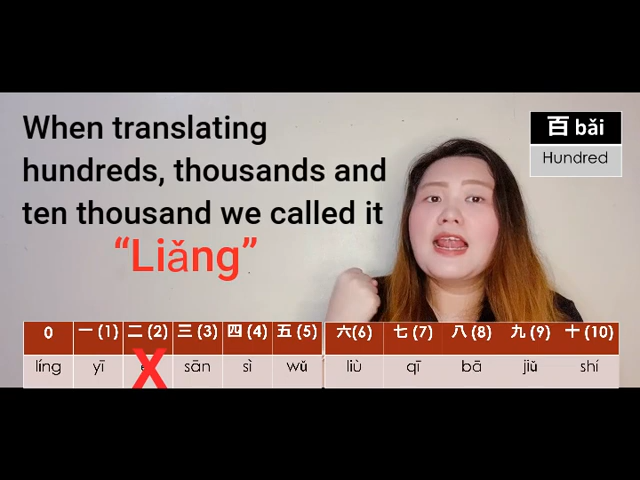 When translating
hundreds, thousands and
ten thousand we called it
“Liǎng”
百 bǎi
Hundred
0 一 (1) 二 (2) 三 (3) 四 (4) 五 (5) 六(6) 七 (7) 八 (8) 九 (9) 十 (10)
líng yī X sān sì wǔ liù qī bā jiǔ shí